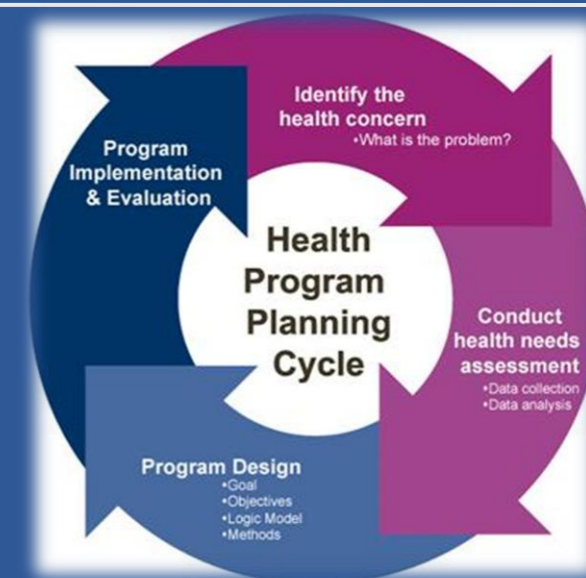 Identify the
health concern
•What is the problem?
Program
Implementation
& Evaluation
Health
Program
Planning
Cycle
Conduct
health needs
assessment
•Data collection
•Data analysis
Program Design
•Goal
•Objectives
•Logic Model
•Methods